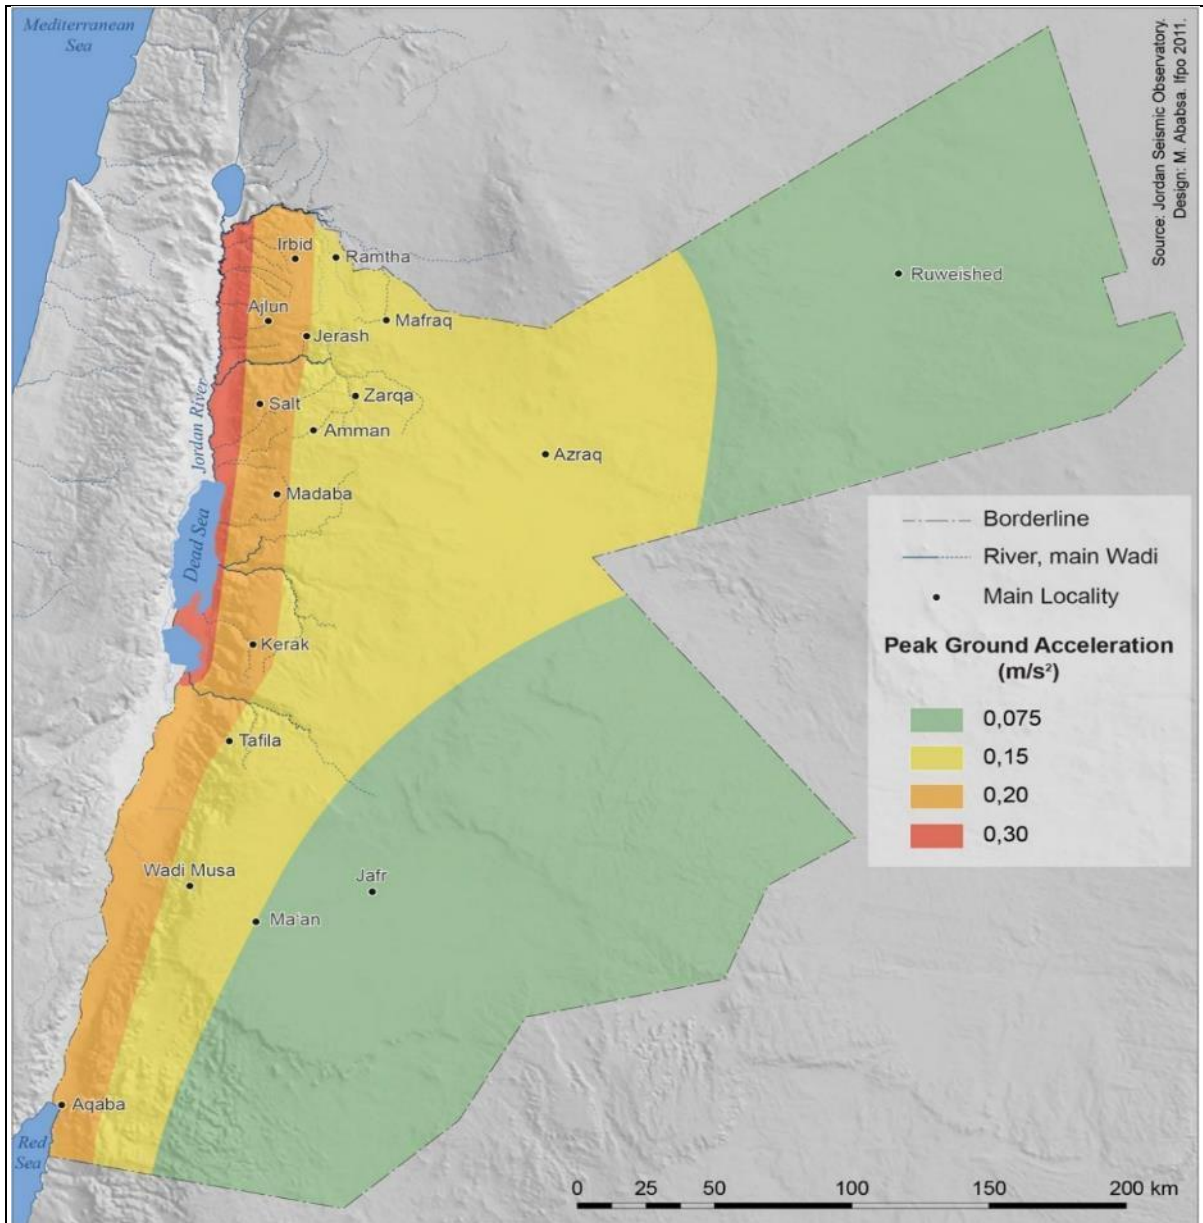 Mediterranean
Sea
Source: Jordan Seismic Observatory.
Design: M. Ababsa. Ifpo 2011.
Irbid
Ramtha
Ruweished
Ajlun
Mafraq
Jerash
Jordan River
Salt
Zarqa
Amman
Azraq
Madaba
Dead Sea
Kerak
Tafila
Wadi Musa
Jafr
Ma'an
Aqaba
Red
Sea
Borderline
River, main Wadi
Main Locality
Peak Ground Acceleration
(m/s²)
0,075
0,15
0,20
0,30
0 25 50 100 150 200 km